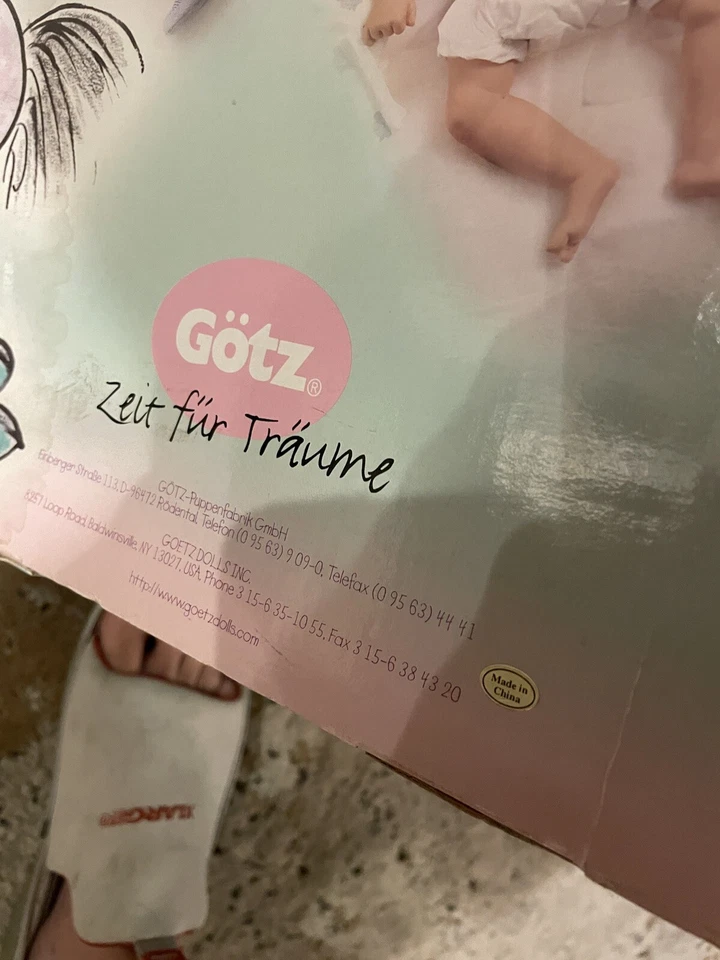 Götz®
Zeit für Träume
GÖTZ-Puppenfabrik GmbH
Einberger Straße 113, D-96472 Rödental, Telefon (0 95 63) 9 09-0, Telefax (0 95 63) 44 41
GOETZ DOLLS INC.
8257 Loop Road, Baldwinsville, NY 13027, USA, Phone 3 15-6 35-10 55, Fax 3 15-6 38 43 20
http://www.goetzdolls.com
Made in
China